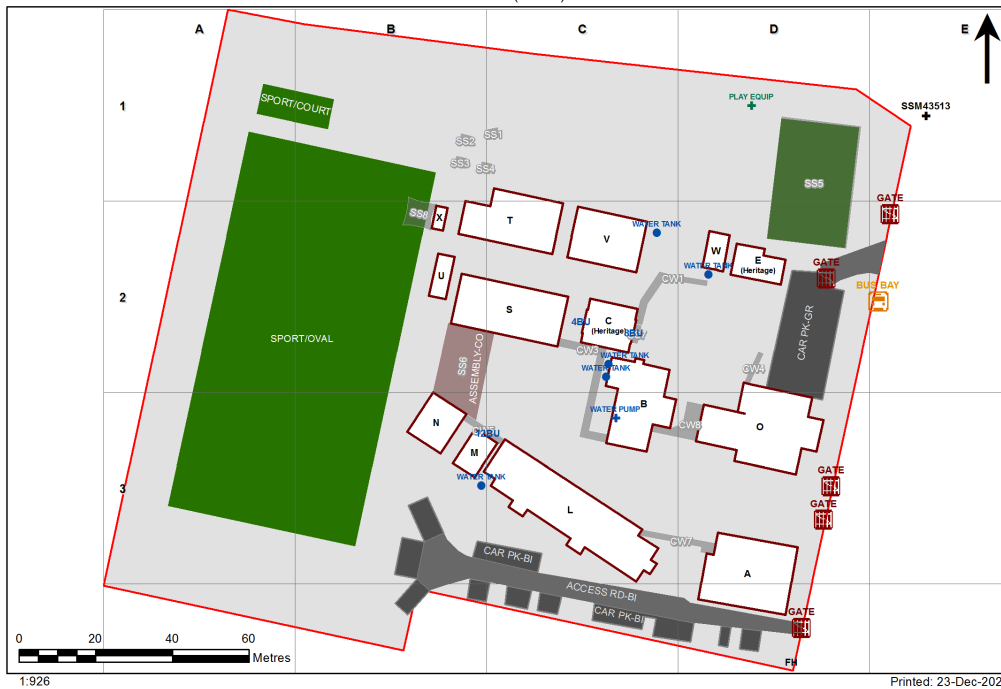 A
B
C
D
E
1
SPORT/COURT
PLAY EQUIP
SSM43513
SS1
SS2
SS3
SS4
SS5
GATE
SS8
X
T
V
WATER TANK
W
E
(Heritage)
WATER TANK
GATE
CW1
U
2
S
C
(Heritage)
4BU
BUS BAY
SPORT/OVAL
CAR PK-GR
CW3
WATER TANK
WATER TANK
CW4
SS6
ASSEMBLY-CO
WATER PUMP
B
CW8
O
N
12BU
M
WATER TANK
3
GATE
GATE
L
CW7
CAR PK-BI
A
ACCESS RD-BI
CAR PK-BI
GATE
FH
0 20 40 60
Metres
1:926
Printed: 23-Dec-202